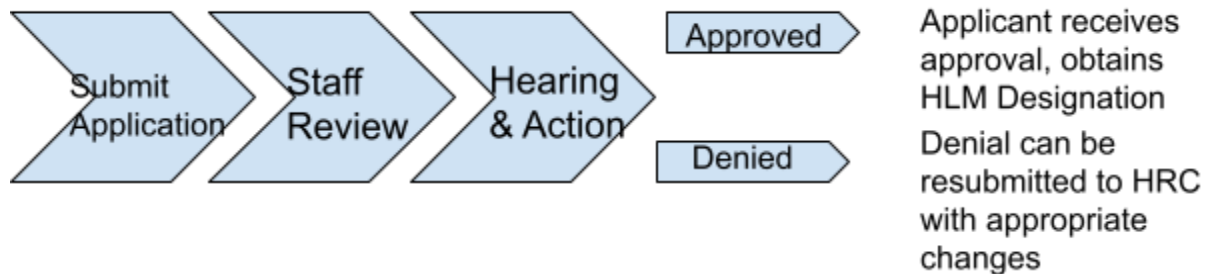 Submit
Application
Staff
Review
Hearing
& Action
Approved
Applicant receives
approval, obtains
HLM Designation
Denied
Denial can be
resubmitted to HRC
with appropriate
changes